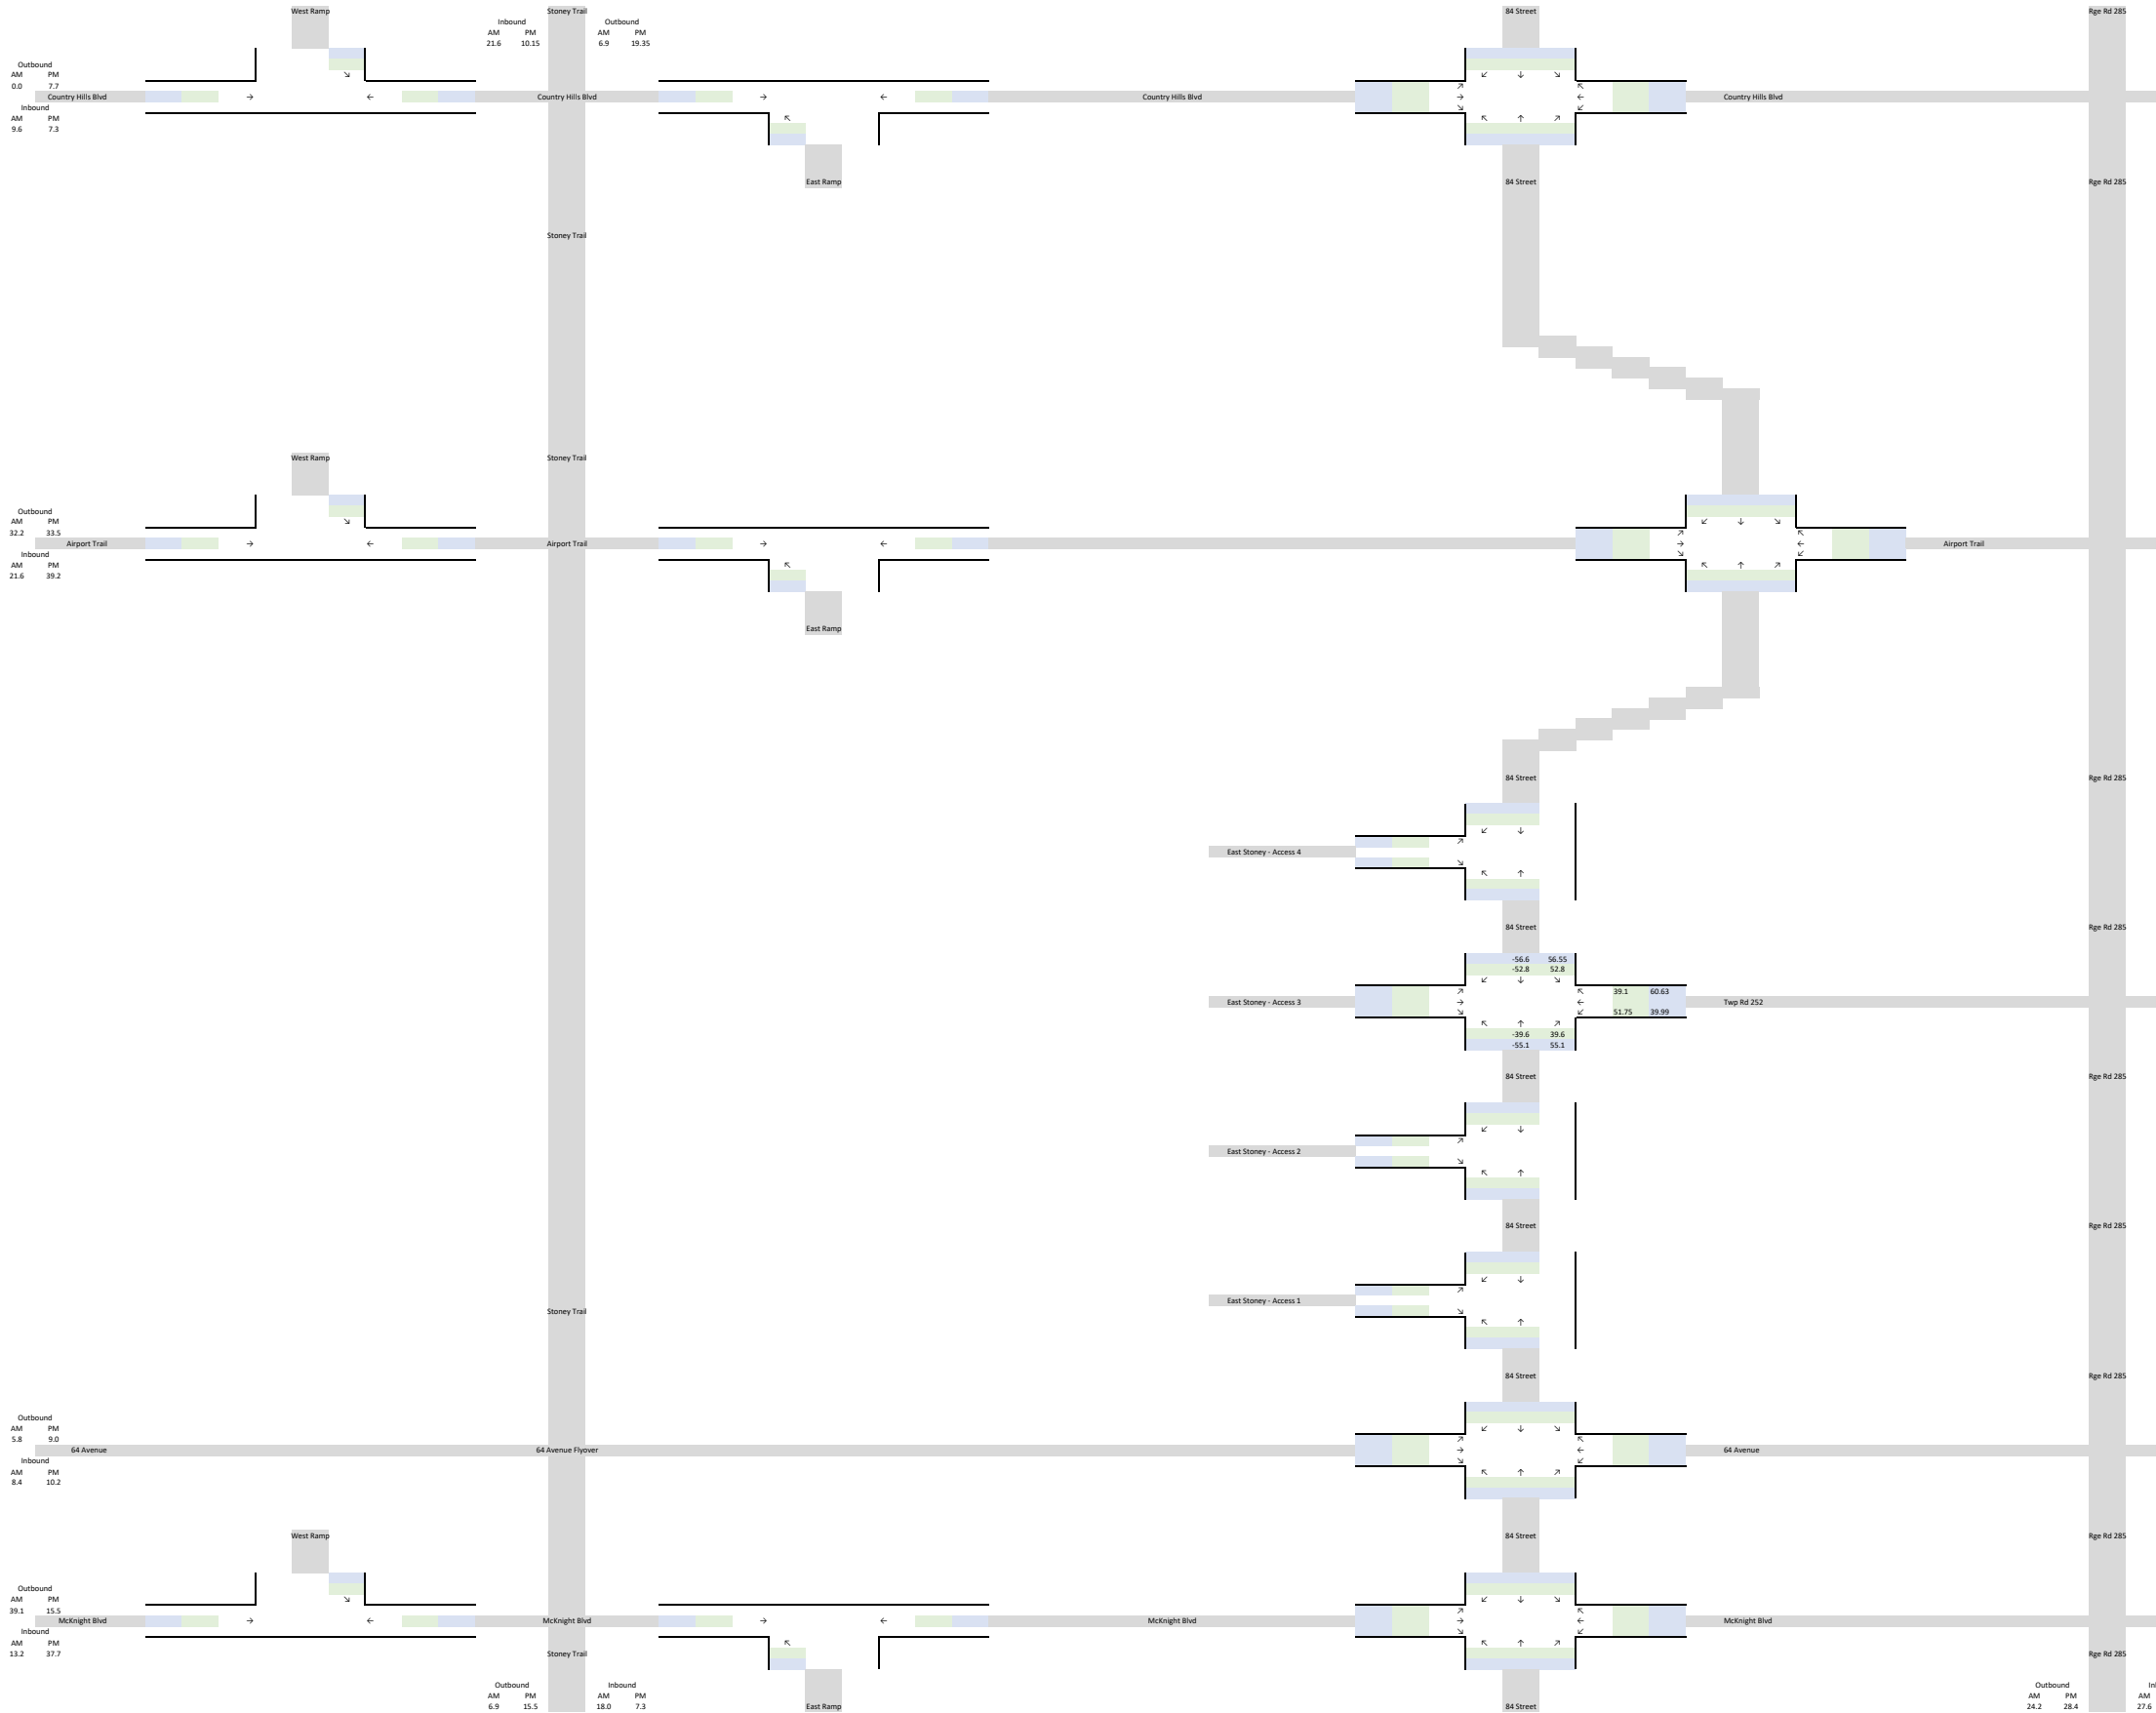 West Ramp
Stoney Trail
84 Street
Rge Rd 285
Inbound
Outbound
AM PM
AM PM
21.6 10.15
6.9 19.35
Outbound
AM PM
0.0 7.7
↘
↙ ↓ ↘
Country Hills Blvd → ← Country Hills Blvd → ← Country Hills Blvd ↗ → ↘ ↖ ← ↙ Country Hills Blvd
Inbound
AM PM
9.6 7.3
↖
↖ ↑ ↗
East Ramp
84 Street
Rge Rd 285
Stoney Trail
West Ramp
Stoney Trail
Outbound
AM PM
32.2 33.5
↘
↙ ↓ ↘
Airport Trail → ← Airport Trail → ← ↗ → ↘ ↖ ← ↙ Airport Trail
Inbound
AM PM
21.6 39.2
↖
↖ ↑ ↗
East Ramp
84 Street
Rge Rd 285
↙ ↓
↗
East Stoney - Access 4
↘
↖ ↑
84 Street
Rge Rd 285
-56.6 56.55
-52.8 52.8
↙ ↓ ↘
↗ ↖ 39.1 60.63
East Stoney - Access 3 → ← Twp Rd 252
↘ ↙ 51.75 39.99
↖ ↑ ↗
-39.6 39.6
-55.1 55.1
84 Street
Rge Rd 285
↙ ↓
↗
East Stoney - Access 2
↘
↖ ↑
84 Street
Rge Rd 285
↙ ↓
↗
East Stoney - Access 1
Stoney Trail
↘
↖ ↑
84 Street
Rge Rd 285
Outbound
AM PM
5.8 9.0
↙ ↓ ↘
64 Avenue 64 Avenue Flyover ↗ → ↘ ↖ ← ↙ 64 Avenue
Inbound
AM PM
8.4 10.2
↖ ↑ ↗
West Ramp
84 Street
Rge Rd 285
Outbound
AM PM
39.1 15.5
↘
↙ ↓ ↘
McKnight Blvd → ← McKnight Blvd → ← McKnight Blvd ↗ → ↘ ↖ ← ↙ McKnight Blvd
Inbound
AM PM
13.2 37.7
↖
↖ ↑ ↗
Stoney Trail
Rge Rd 285
Outbound
Inbound
AM PM
AM PM
6.9 15.5
18.0 7.3
East Ramp
84 Street
Outbound
AM PM
AM
24.2 28.4
27.6